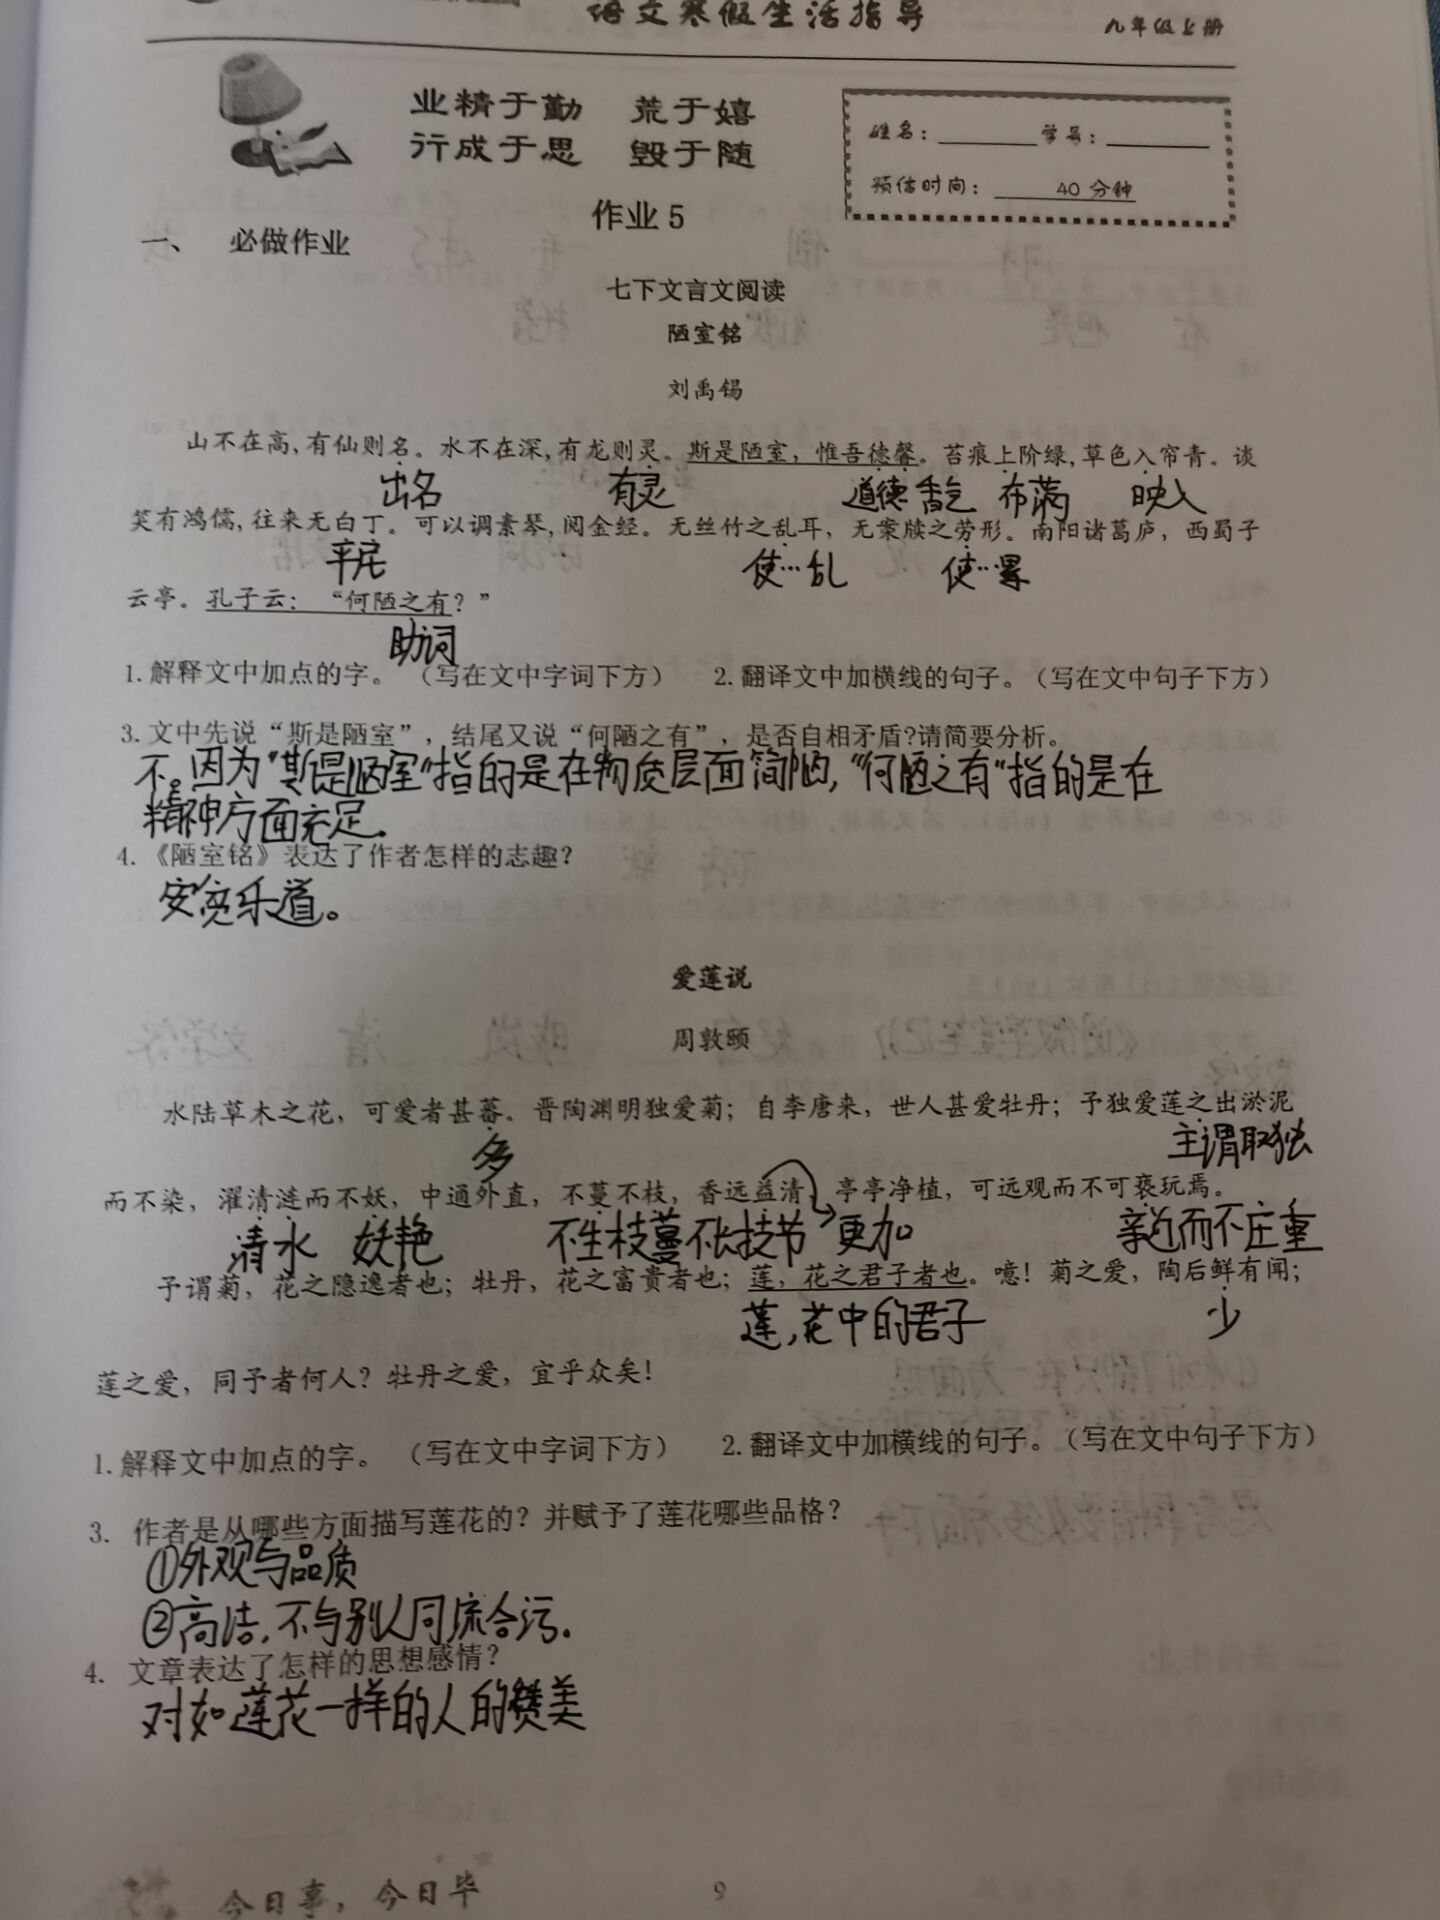 语文寒假生活指导 九年级上册
业精于勤 荒于嬉
行成于思 毁于随
姓名： 学号：
预估时间： 40 分钟
作业 5
一、 必做作业
七下文言文阅读
陋室铭
刘禹锡
山不在高,有仙则名。水不在深,有龙则灵。斯是陋室，惟吾德馨。苔痕上阶绿,草色入帘青。谈
出名 有灵 道德 香气 布满 映入
笑有鸿儒,往来无白丁。可以调素琴,阅金经。无丝竹之乱耳，无案牍之劳形。南阳诸葛庐，西蜀子
使…乱 使…累
云亭。孔子云：“何陋之有？”
助词
1.解释文中加点的字。（写在文中字词下方） 2.翻译文中加横线的句子。（写在文中句子下方）
3.文中先说“斯是陋室”，结尾又说“何陋之有”，是否自相矛盾?请简要分析。
不。因为"斯是陋室"指的是在物质层面简陋,"何陋之有"指的是在
精神方面充足.
4.《陋室铭》表达了作者怎样的志趣？
安贫乐道。
爱莲说
周敦颐
水陆草木之花，可爱者甚蕃。晋陶渊明独爱菊；自李唐来，世人甚爱牡丹；予独爱莲之出淤泥
多 主谓取独
而不染，濯清涟而不妖，中通外直，不蔓不枝，香远益清，亭亭净植，可远观而不可亵玩焉。
清水 妖艳 不生枝蔓不长枝节 更加 亲近而不庄重
予谓菊，花之隐逸者也；牡丹，花之富贵者也；莲，花之君子者也。噫！菊之爱，陶后鲜有闻；
莲,花中的君子 少
莲之爱，同予者何人？牡丹之爱，宜乎众矣！
1.解释文中加点的字。（写在文中字词下方） 2.翻译文中加横线的句子。（写在文中句子下方）
3. 作者是从哪些方面描写莲花的？并赋予了莲花哪些品格？
①外观与品质
②高洁,不与别人同流合污.
4. 文章表达了怎样的思想感情？
对如莲花一样的人的赞美
今日事，今日毕
9